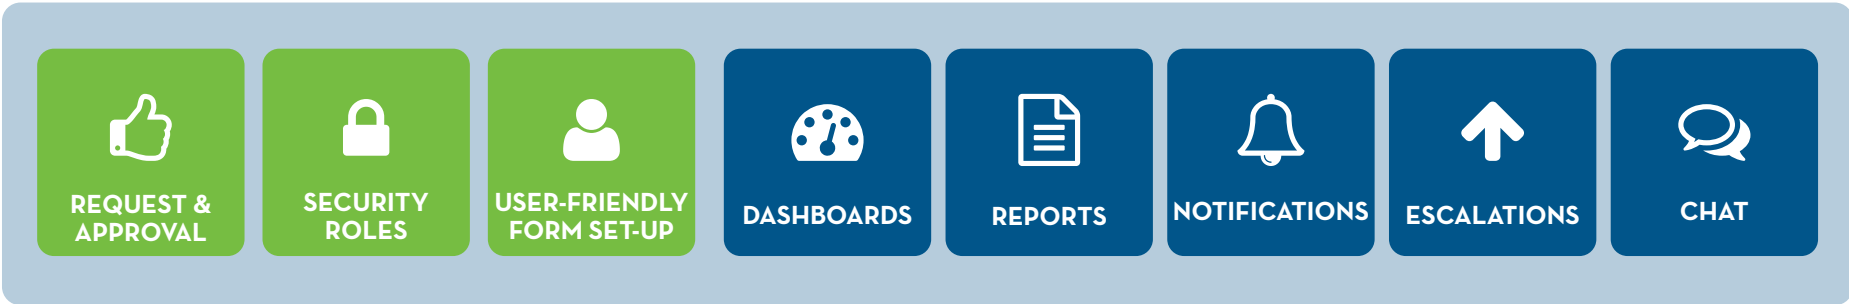 REQUEST &
APPROVAL
SECURITY
ROLES
USER-FRIENDLY
FORM SET-UP
DASHBOARDS
REPORTS
NOTIFICATIONS
ESCALATIONS
CHAT